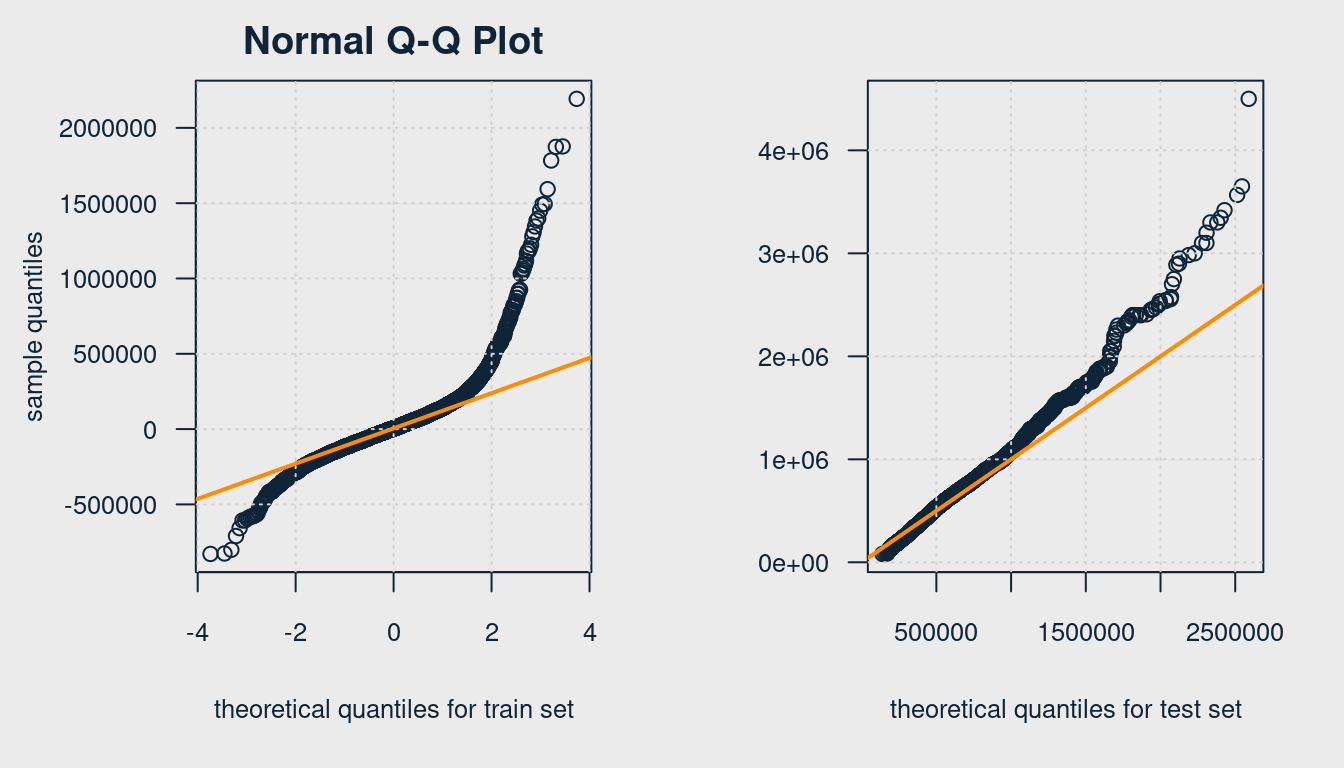 Normal Q-Q Plot
sample quantiles
2000000
1500000
1000000
500000
0
-500000
-4 -2 0 2 4
theoretical quantiles for train set
4e+06
3e+06
2e+06
1e+06
0e+00
500000 1500000 2500000
theoretical quantiles for test set